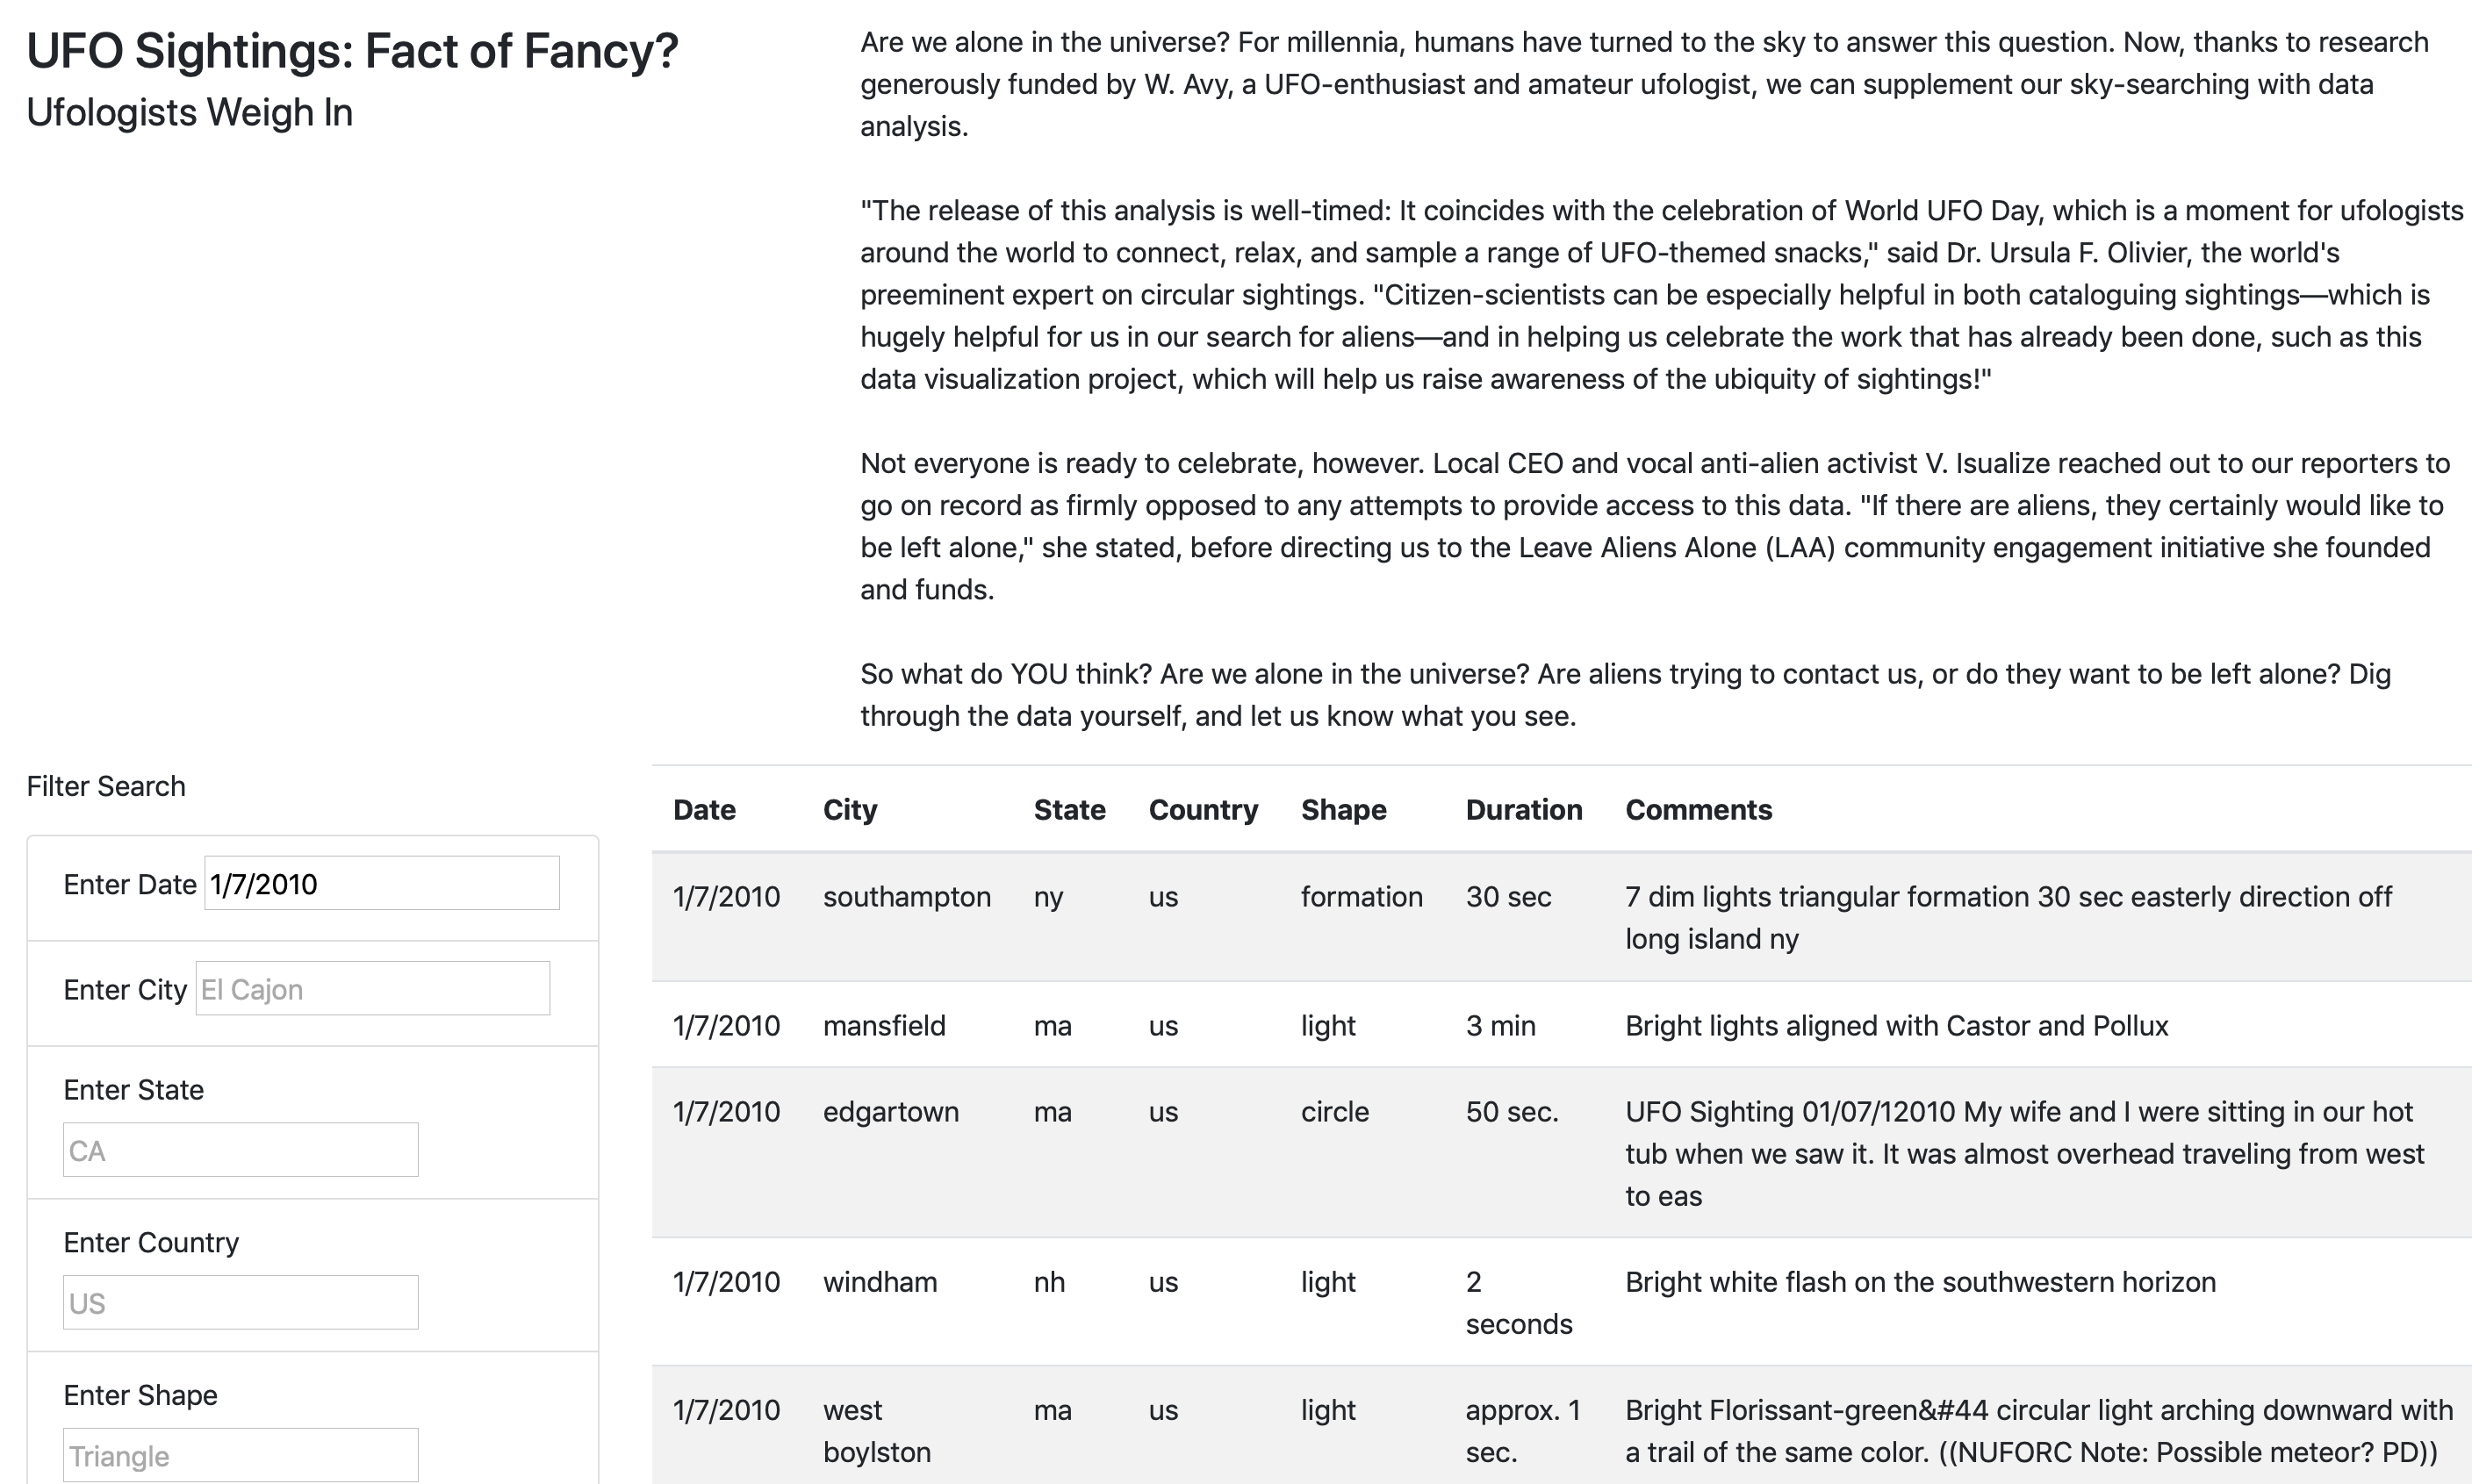 UFO Sightings: Fact of Fancy?
Ufologists Weigh In
Are we alone in the universe? For millennia, humans have turned to the sky to answer this question. Now, thanks to research
generously funded by W. Avy, a UFO-enthusiast and amateur ufologist, we can supplement our sky-searching with data
analysis.
"The release of this analysis is well-timed: It coincides with the celebration of World UFO Day, which is a moment for ufologists
around the world to connect, relax, and sample a range of UFO-themed snacks," said Dr. Ursula F. Olivier, the world's
preeminent expert on circular sightings. "Citizen-scientists can be especially helpful in both cataloguing sightings—which is
hugely helpful for us in our search for aliens—and in helping us celebrate the work that has already been done, such as this
data visualization project, which will help us raise awareness of the ubiquity of sightings!"
Not everyone is ready to celebrate, however. Local CEO and vocal anti-alien activist V. Isualize reached out to our reporters to
go on record as firmly opposed to any attempts to provide access to this data. "If there are aliens, they certainly would like to
be left alone," she stated, before directing us to the Leave Aliens Alone (LAA) community engagement initiative she founded
and funds.
So what do YOU think? Are we alone in the universe? Are aliens trying to contact us, or do they want to be left alone? Dig
through the data yourself, and let us know what you see.
Filter Search
Enter Date 1/7/2010
Enter City El Cajon
Enter State
CA
Enter Country
US
Enter Shape
Triangle
Date City State Country Shape Duration Comments
1/7/2010 southampton ny us formation 30 sec 7 dim lights triangular formation 30 sec easterly direction off
long island ny
1/7/2010 mansfield ma us light 3 min Bright lights aligned with Castor and Pollux
1/7/2010 edgartown ma us circle 50 sec. UFO Sighting 01/07/12010 My wife and I were sitting in our hot
tub when we saw it. It was almost overhead traveling from west
to eas
1/7/2010 windham nh us light 2 Bright white flash on the southwestern horizon
seconds
1/7/2010 west ma us light approx. 1 Bright Florissant-green&#44 circular light arching downward with
boylston sec. a trail of the same color. ((NUFORC Note: Possible meteor? PD))